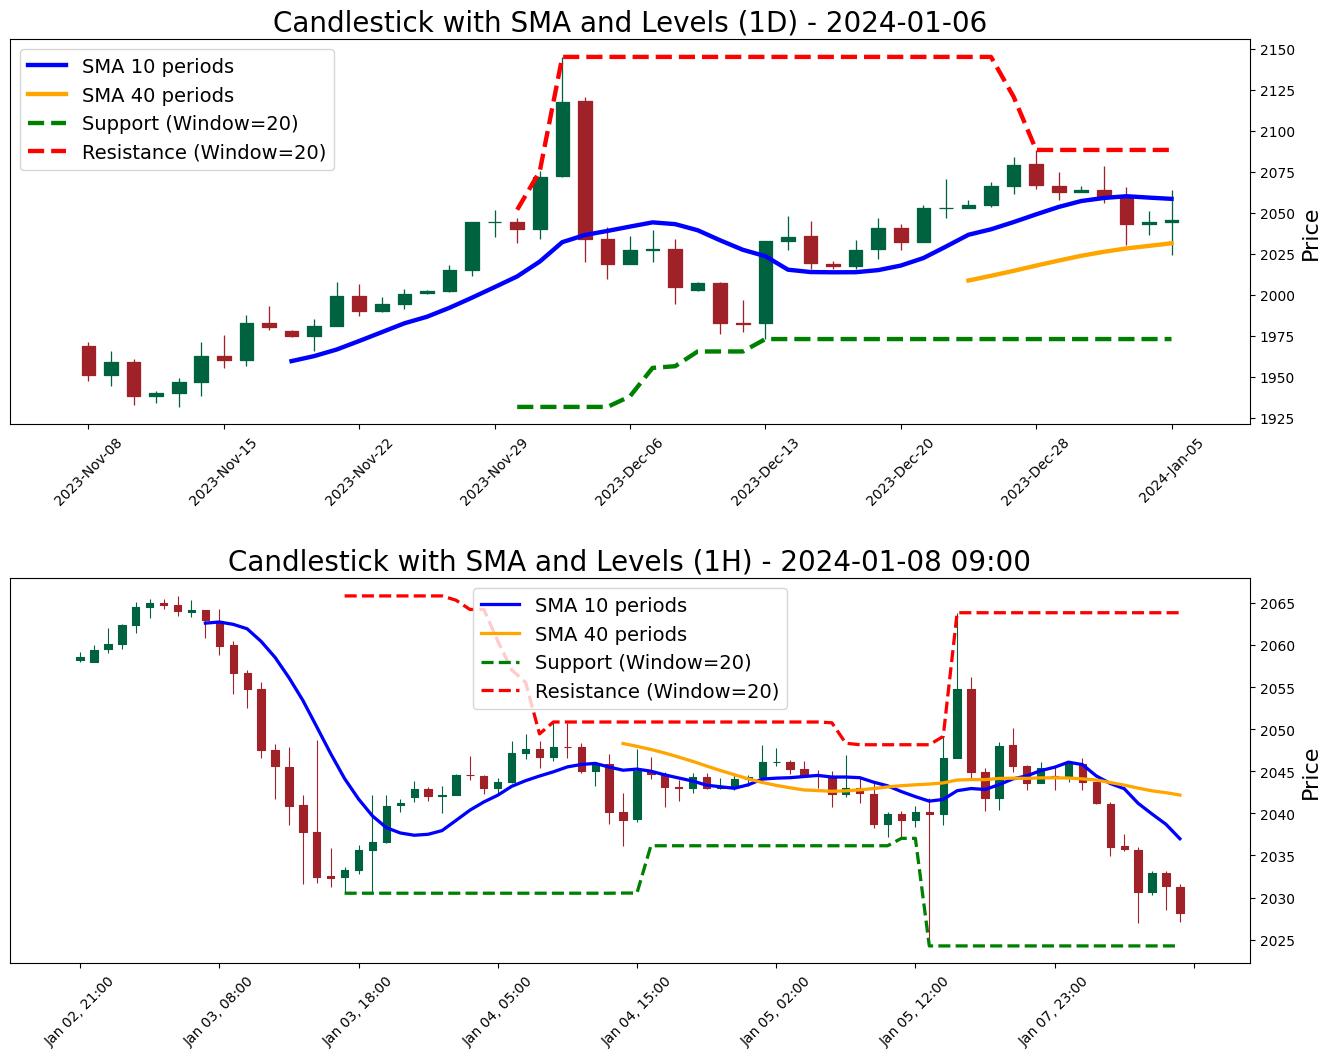 Candlestick with SMA and Levels (1D) - 2024-01-06
SMA 10 periods
SMA 40 periods
Support (Window=20)
Resistance (Window=20)
2150
2125
2100
2075
2050
2025
2000
1975
1950
1925
Price
2023-Nov-08
2023-Nov-15
2023-Nov-22
2023-Nov-29
2023-Dec-06
2023-Dec-13
2023-Dec-20
2023-Dec-28
2024-Jan-05
Candlestick with SMA and Levels (1H) - 2024-01-08 09:00
SMA 10 periods
SMA 40 periods
Support (Window=20)
Resistance (Window=20)
2065
2060
2055
2050
2045
2040
2035
2030
2025
Price
Jan 02, 21:00
Jan 03, 08:00
Jan 03, 18:00
Jan 04, 05:00
Jan 04, 15:00
Jan 05, 02:00
Jan 05, 12:00
Jan 07, 23:00